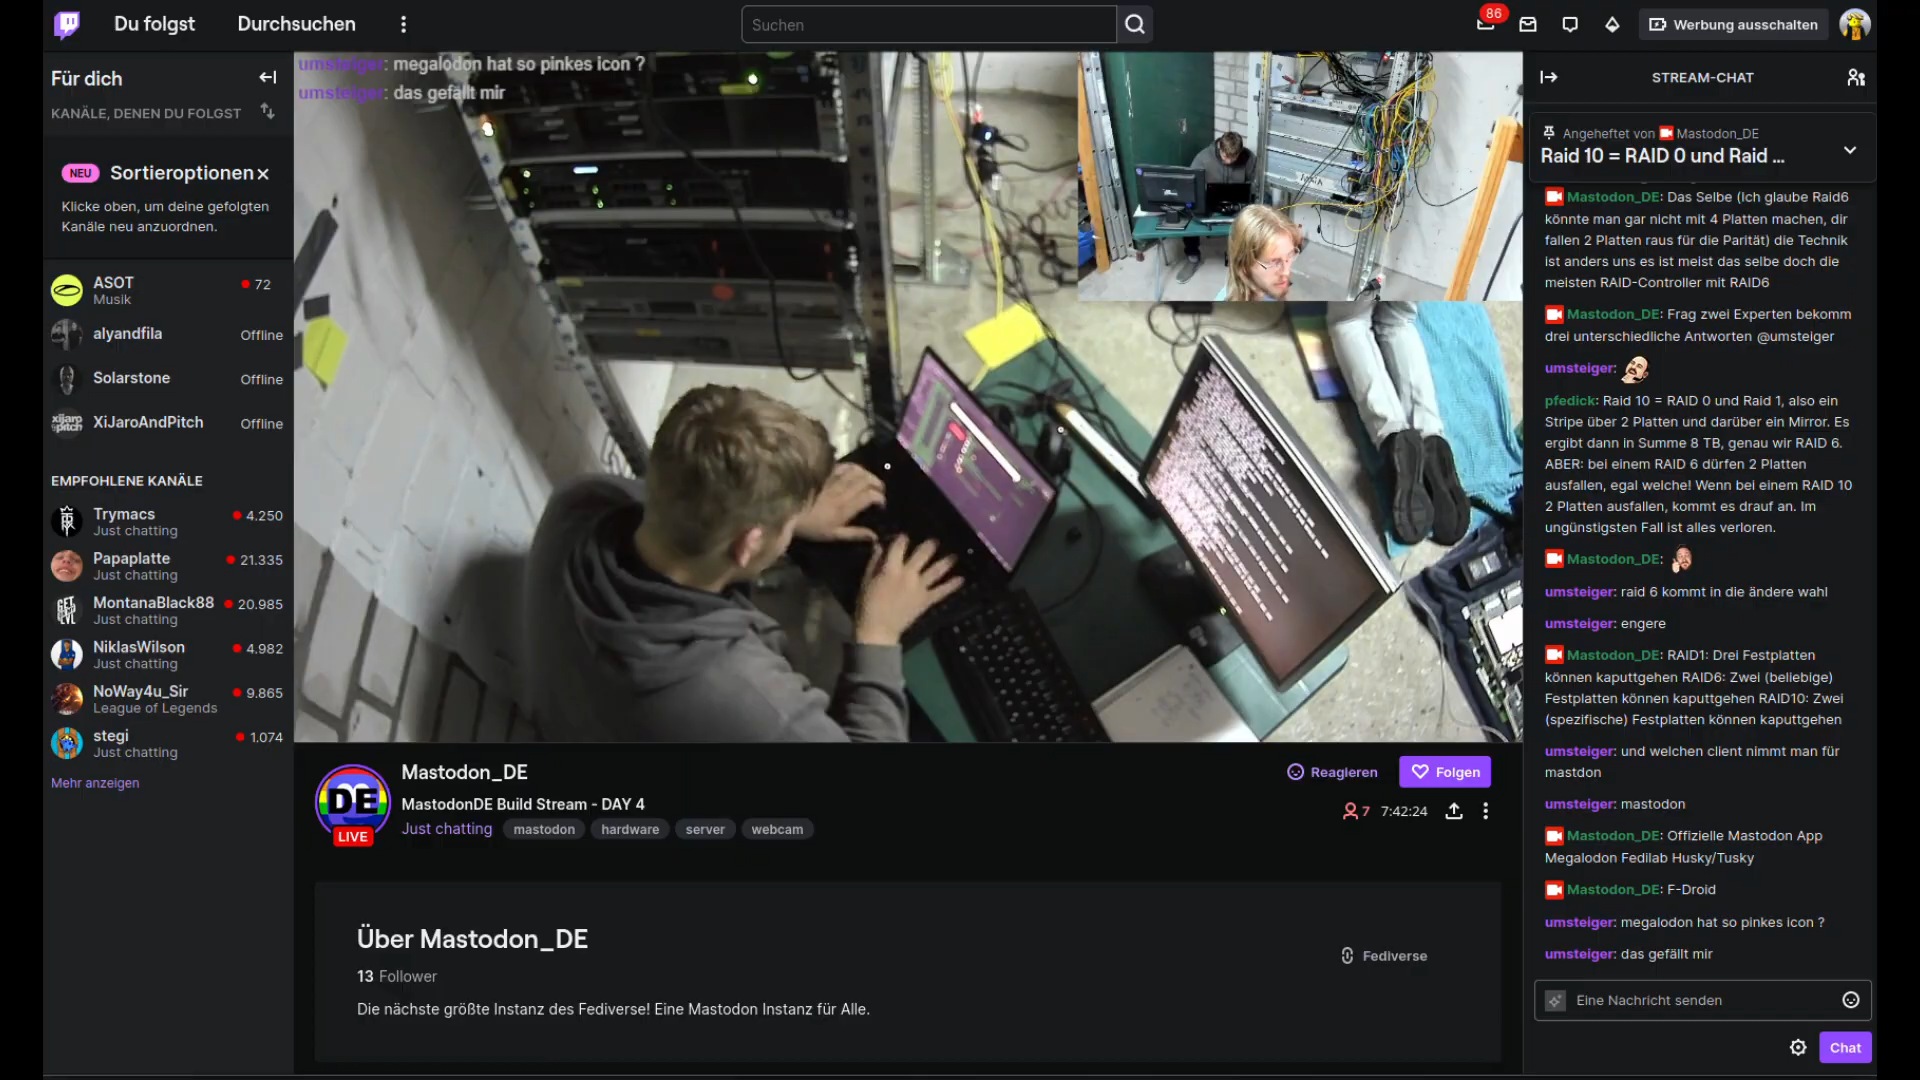 Du folgst
Durchsuchen
Suchen
86
Werbung ausschalten
Für dich
KANÄLE, DENEN DU FOLGST
NEU Sortieroptionen
Klicke oben, um deine gefolgten
Kanäle neu anzuordnen.
ASOT 72
Musik
alyandfila Offline
Solarstone Offline
XiJaroAndPitch Offline
EMPFOHLENE KANÄLE
Trymacs 4.250
Just chatting
Papaplatte 21.335
Just chatting
MontanaBlack88 20.985
Just chatting
NiklasWilson 4.982
Just chatting
NoWay4u_Sir 9.865
League of Legends
stegi 1.074
Just chatting
Mehr anzeigen
umsteiger: megalodon hat so pinkes icon ?
umsteiger: das gefällt mir
DE
LIVE
Mastodon_DE
MastodonDE Build Stream - DAY 4
Just chatting mastodon hardware server webcam
Reagieren Folgen
7 7:42:24
Über Mastodon_DE
13 Follower
Die nächste größte Instanz des Fediverse! Eine Mastodon Instanz für Alle.
Fediverse
STREAM-CHAT
Angeheftet von Mastodon_DE
Raid 10 = RAID 0 und Raid ...
Mastodon_DE: Das Selbe (Ich glaube Raid6
könnte man gar nicht mit 4 Platten machen, dir
fallen 2 Platten raus für die Parität) die Technik
ist anders uns es ist meist das selbe doch die
meisten RAID-Controller mit RAID6
Mastodon_DE: Frag zwei Experten bekomm
drei unterschiedliche Antworten @umsteiger
umsteiger:
pfedick: Raid 10 = RAID 0 und Raid 1, also ein
Stripe über 2 Platten und darüber ein Mirror. Es
ergibt dann in Summe 8 TB, genau wir RAID 6.
ABER: bei einem RAID 6 dürfen 2 Platten
ausfallen, egal welche! Wenn bei einem RAID 10
2 Platten ausfallen, kommt es drauf an. Im
ungünstigsten Fall ist alles verloren.
Mastodon_DE:
umsteiger: raid 6 kommt in die ändere wahl
umsteiger: engere
Mastodon_DE: RAID1: Drei Festplatten
können kaputtgehen RAID6: Zwei (beliebige)
Festplatten können kaputtgehen RAID10: Zwei
(spezifische) Festplatten können kaputtgehen
umsteiger: und welchen client nimmt man für
mastdon
umsteiger: mastodon
Mastodon_DE: Offizielle Mastodon App
Megalodon Fedilab Husky/Tusky
Mastodon_DE: F-Droid
umsteiger: megalodon hat so pinkes icon ?
umsteiger: das gefällt mir
Eine Nachricht senden
Chat